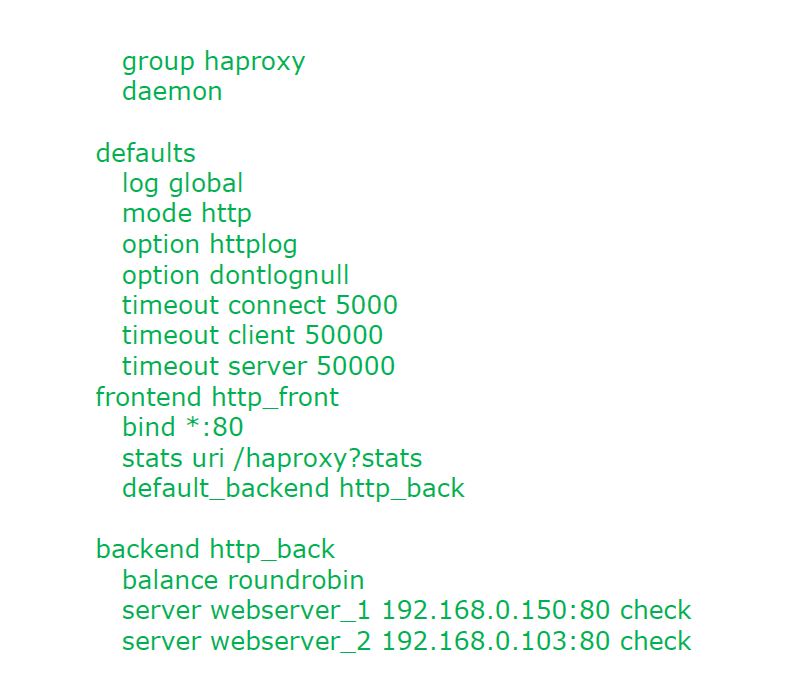 group haproxy
daemon
defaults
log global
mode http
option httplog
option dontlognull
timeout connect 5000
timeout client 50000
timeout server 50000
frontend http_front
bind *:80
stats uri /haproxy?stats
default_backend http_back
backend http_back
balance roundrobin
server webserver_1 192.168.0.150:80 check
server webserver_2 192.168.0.103:80 check